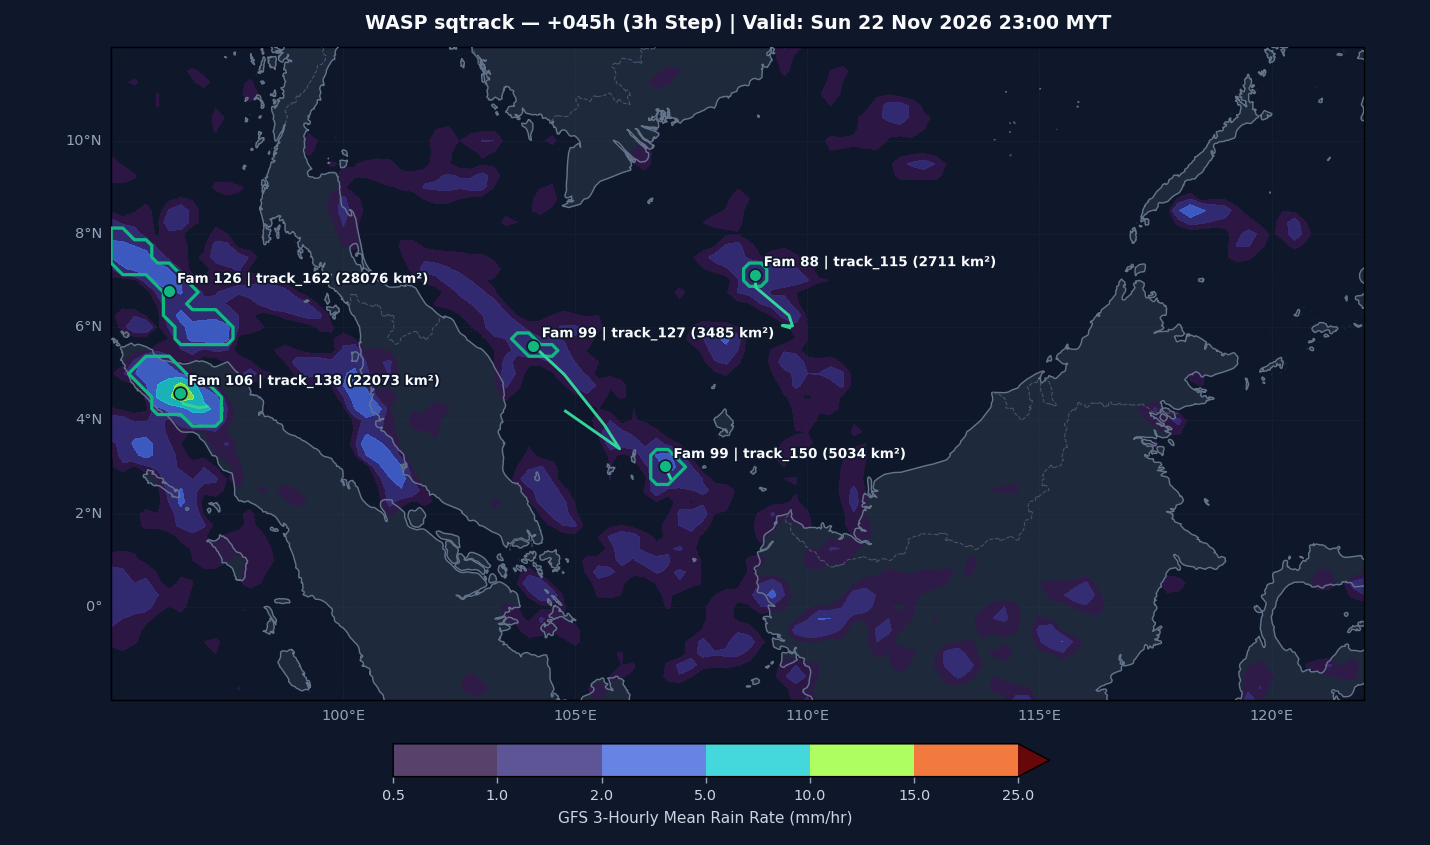 WASP sqtrack — +045h (3h Step) | Valid: Sun 22 Nov 2026 23:00 MYT
10°N
8°N
6°N
4°N
2°N
0°
Fam 88 | track_115 (2711 km²)
Fam 126 | track_162 (28076 km²)
Fam 99 | track_127 (3485 km²)
Fam 106 | track_138 (22073 km²)
Fam 99 | track_150 (5034 km²)
100°E 105°E 110°E 115°E 120°E
0.5 1.0 2.0 5.0 10.0 15.0 25.0
GFS 3-Hourly Mean Rain Rate (mm/hr)